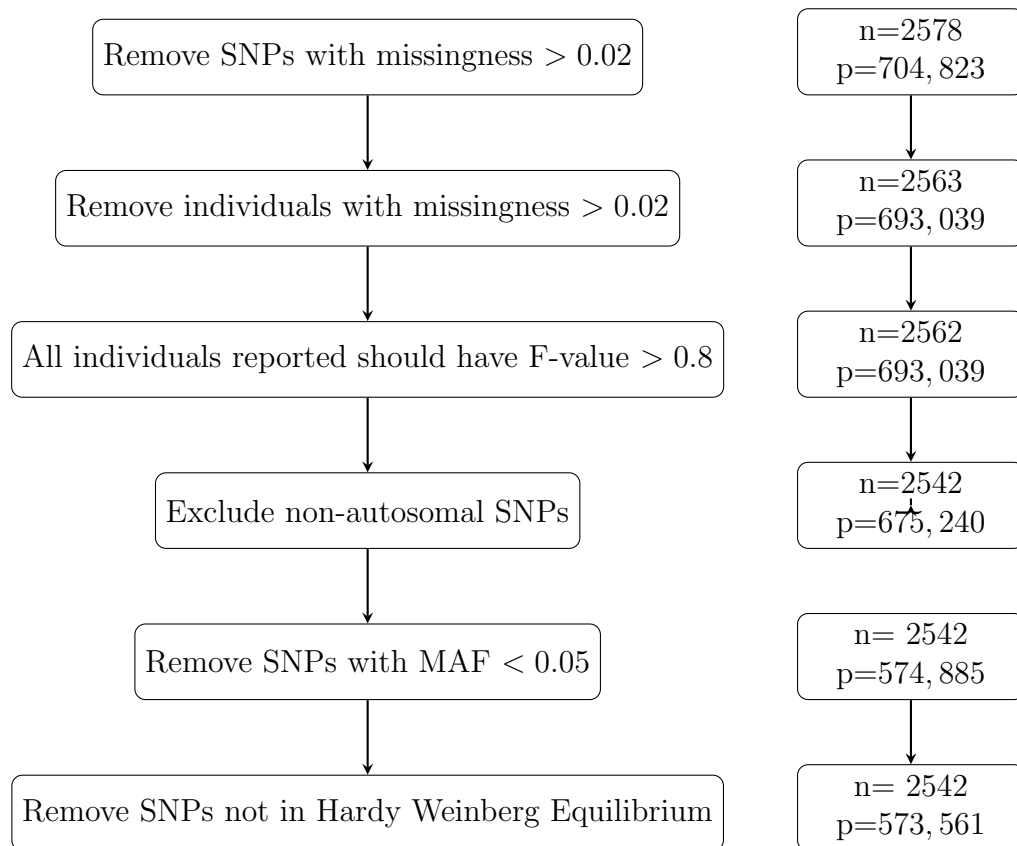 Remove SNPs with missingness > 0.02
n=2578
p=704, 823
Remove individuals with missingness > 0.02
n=2563
p=693, 039
All individuals reported should have F-value > 0.8
n=2562
p=693, 039
Exclude non-autosomal SNPs
n=2542
p=675, 240
Remove SNPs with MAF < 0.05
n= 2542
p=574, 885
Remove SNPs not in Hardy Weinberg Equilibrium
n= 2542
p=573, 561